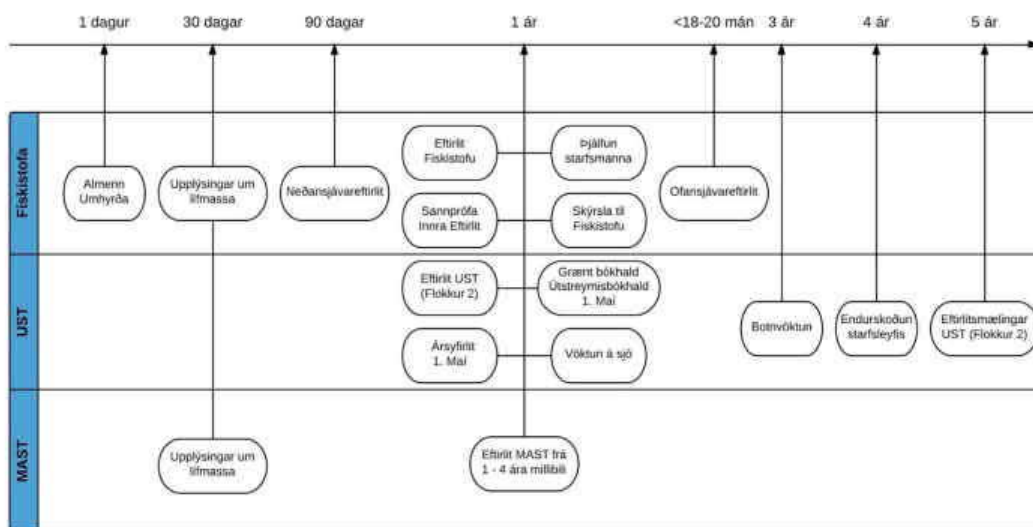 1 dagur
30 dagar
90 dagar
1 ár
<18-20 mán
3 ár
4 ár
5 ár
Fiskistofa
Almenn
Umhyrða
Upplýsingar um
lífmassa
Neðansjávareftirlit
Eftirlit
Fiskistofu
Þjálfun
starfsmanna
Sannprófa
Innra Eftirlit
Skýrsla til
Fiskistofu
Ofansjávareftirlit
UST
Eftirlit UST
(Flokkur 2)
Grænt bókhald
Útstreymisbókhald
1. Maí
Ársyfirlit
1. Maí
Vöktun á sjó
Botnvöktun
Endurskoðun
starfsleyfis
Eftirlitsmælingar
UST (Flokkur 2)
MAST
Upplýsingar um
lífmassa
Eftirlit MAST frá
1 - 4 ára millibili